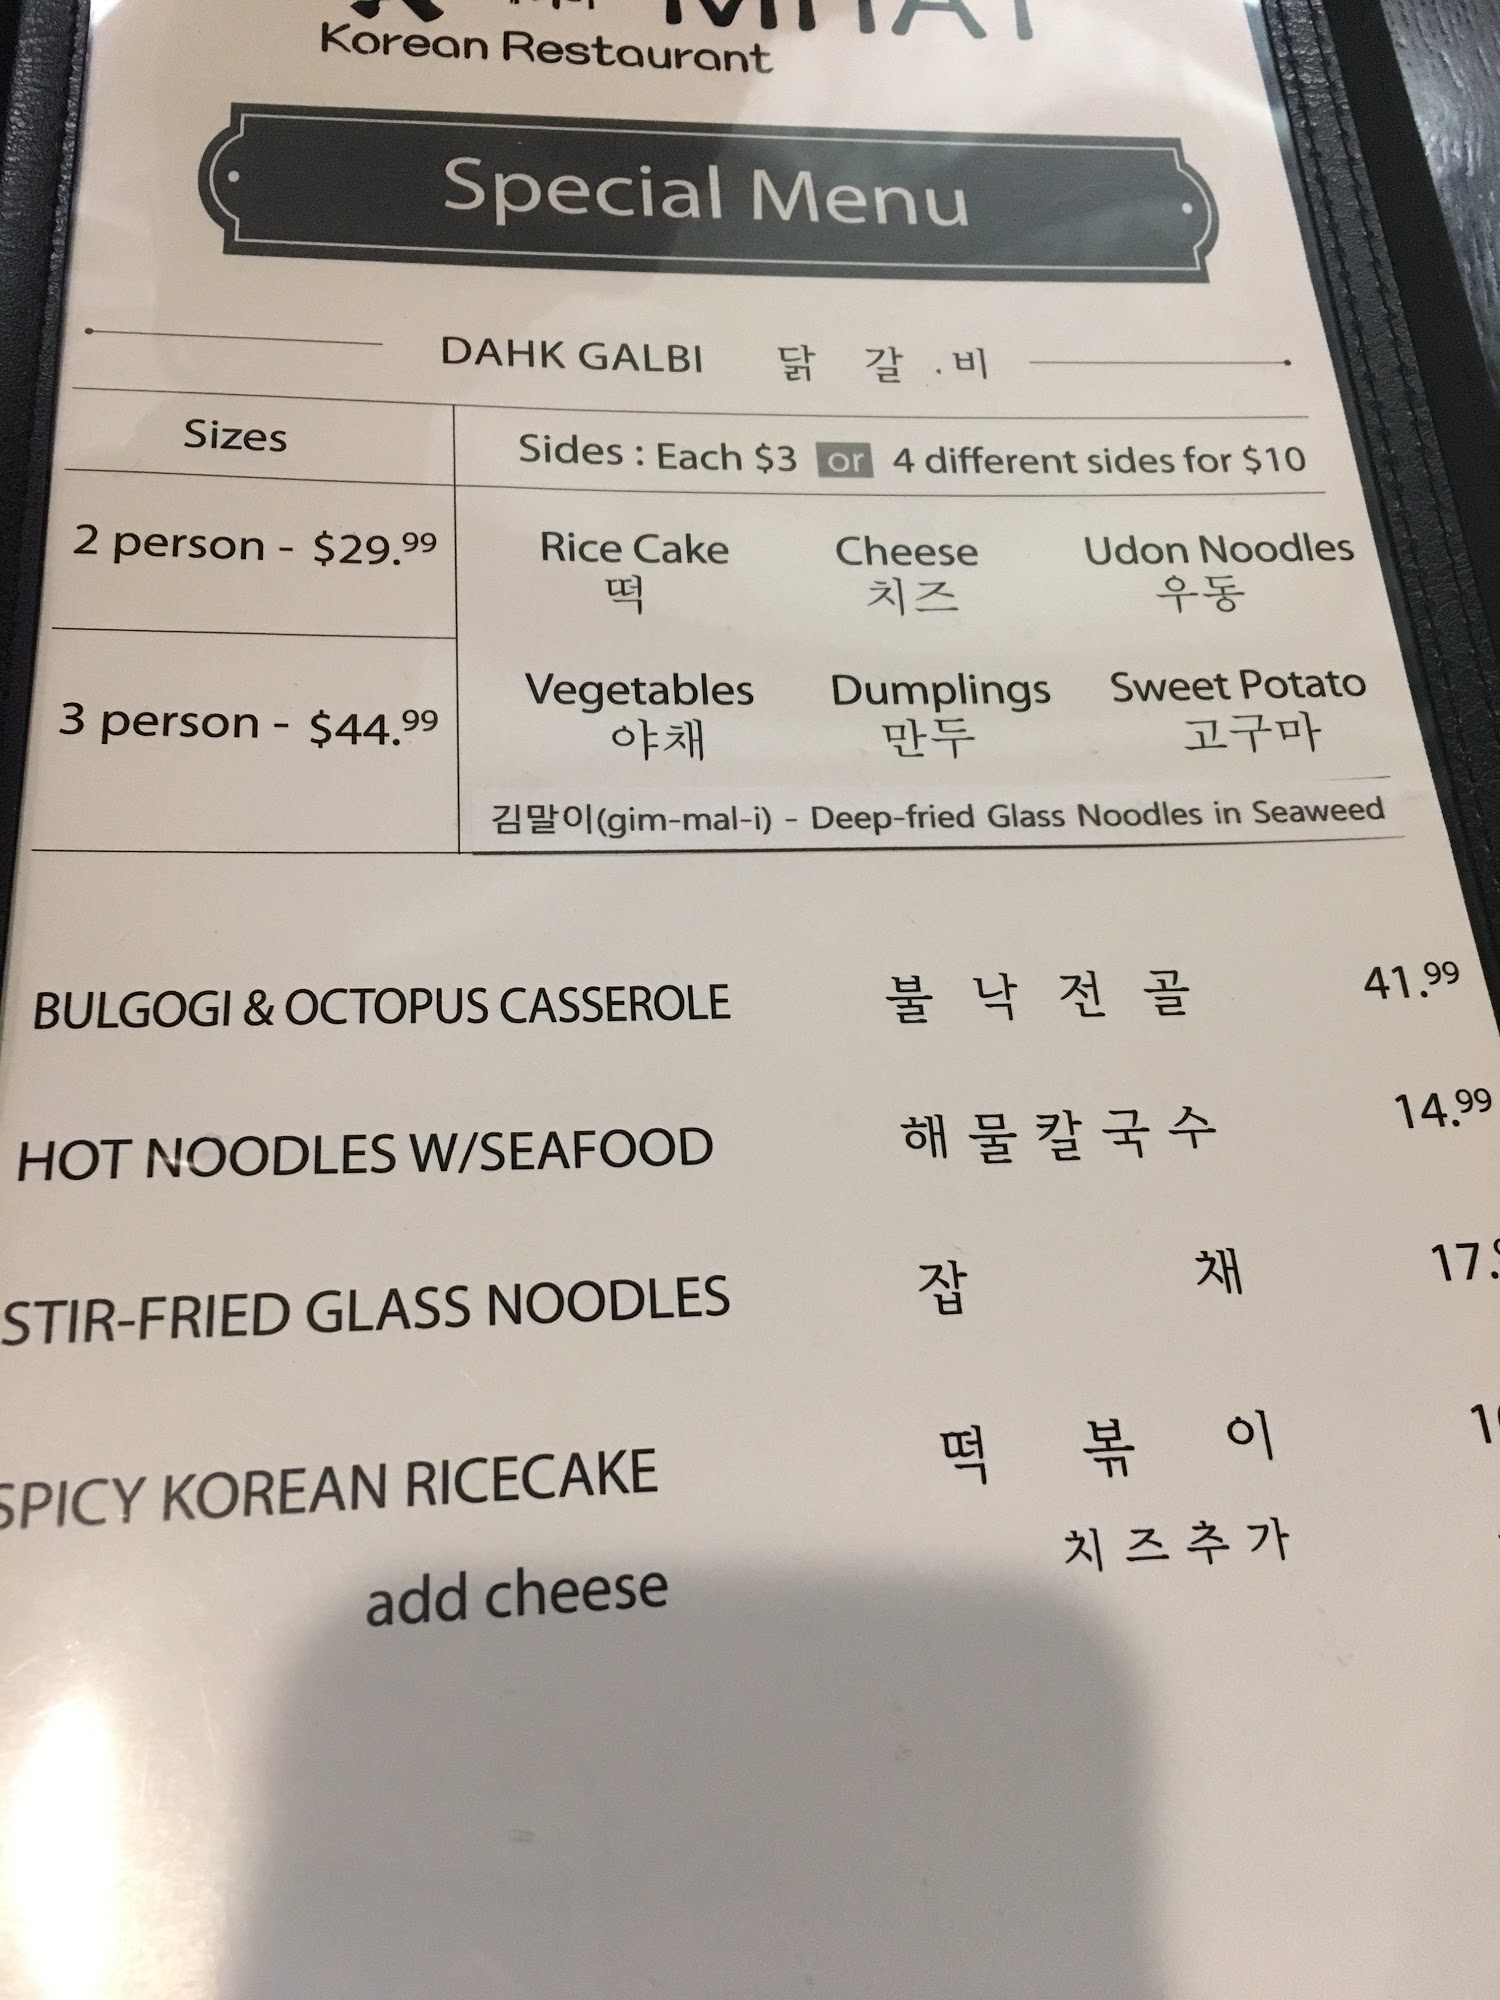 Korean Restaurant
Special Menu
DAHK GALBI 닭 갈 . 비
Sizes
Sides : Each $3 or 4 different sides for $10
2 person - $29.99
Rice Cake Cheese Udon Noodles
떡 치즈 우동
3 person - $44.99
Vegetables Dumplings Sweet Potato
야채 만두 고구마
김말이(gim-mal-i) - Deep-fried Glass Noodles in Seaweed
BULGOGI & OCTOPUS CASSEROLE 불 낙 전 골 41.99
HOT NOODLES W/SEAFOOD 해 물 칼 국 수 14.99
STIR-FRIED GLASS NOODLES 잡 채 17.
SPICY KOREAN RICECAKE 떡 볶 이
add cheese 치 즈 추 가